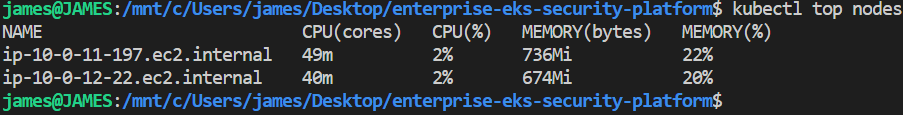 james@JAMES:/mnt/c/Users/james/Desktop/enterprise-eks-security-platform$ kubectl top nodes
NAME                         CPU(cores)   CPU(%)   MEMORY(bytes)   MEMORY(%)
ip-10-0-11-197.ec2.internal   49m          2%       736Mi           22%
ip-10-0-12-22.ec2.internal    40m          2%       674Mi           20%
james@JAMES:/mnt/c/Users/james/Desktop/enterprise-eks-security-platform$